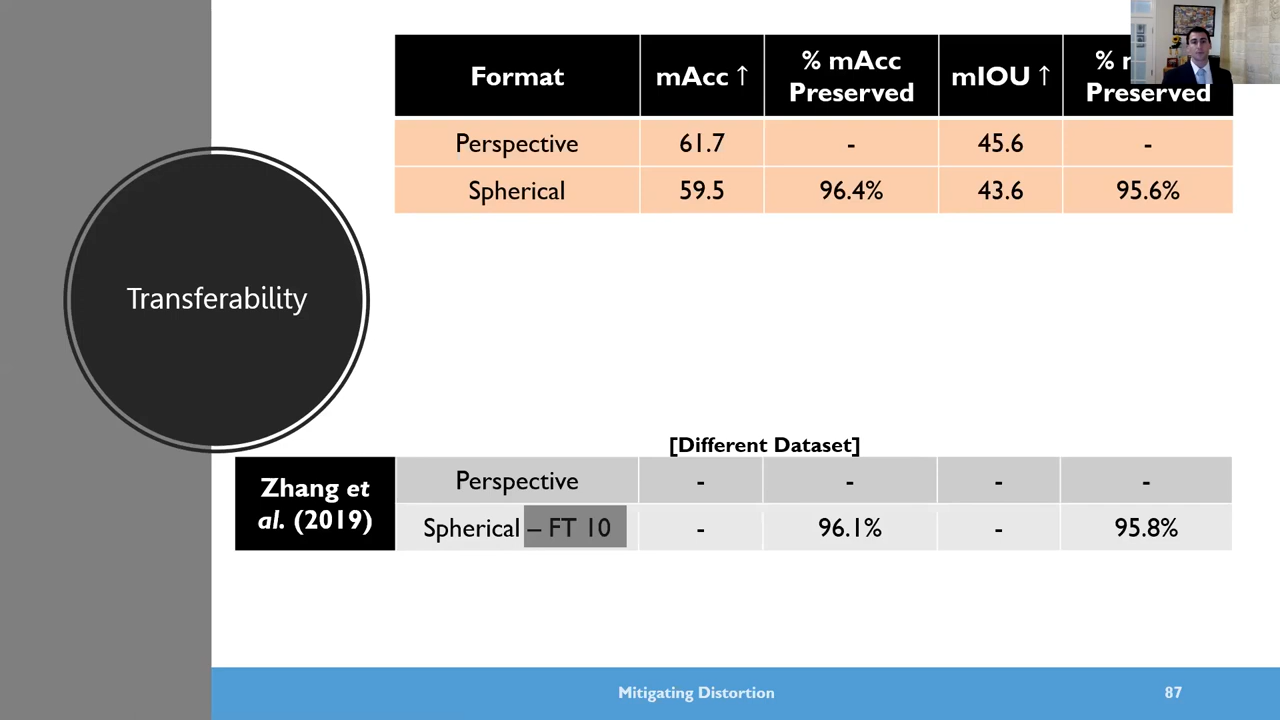 Format mAcc ↑ % mAcc Preserved mIOU ↑ % Preserved
Perspective 61.7 - 45.6 -
Spherical 59.5 96.4% 43.6 95.6%
Transferability
[Different Dataset]
Zhang et al. (2019)
Perspective - - - -
Spherical – FT 10 - 96.1% - 95.8%
Mitigating Distortion 87